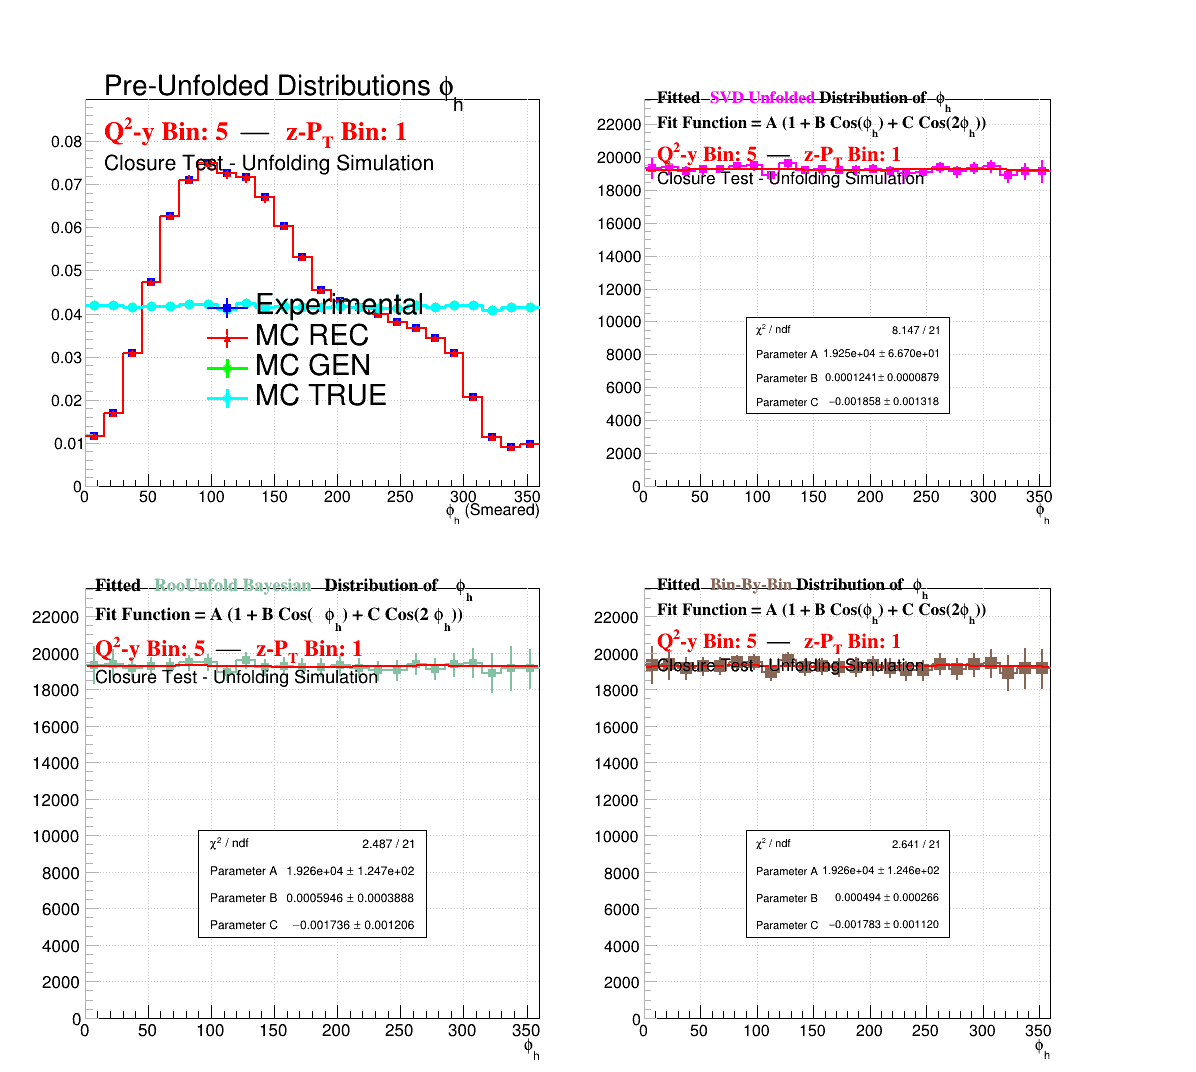 Pre-Unfolded Distributions ϕh
Q2-y Bin: 5 — z-PT Bin: 1
Closure Test - Unfolding Simulation
0.08
0.07
0.06
0.05
0.04
0.03
0.02
0.01
0
Experimental
MC REC
MC GEN
MC TRUE
0 50 100 150 200 250 300 350
ϕh (Smeared)
Fitted SVD Unfolded Distribution of ϕh
Fit Function = A (1 + B Cos(ϕh) + C Cos(2ϕh))
Q2-y Bin: 5 — z-PT Bin: 1
Closure Test - Unfolding Simulation
22000
20000
18000
16000
14000
12000
10000
8000
6000
4000
2000
0
χ2 / ndf 8.147 / 21
Parameter A 1.925e+04 ± 6.670e+01
Parameter B 0.0001241 ± 0.0000879
Parameter C −0.001858 ± 0.001318
0 50 100 150 200 250 300 350
ϕh
Fitted RooUnfold Bayesian Distribution of ϕh
Fit Function = A (1 + B Cos( ϕh) + C Cos(2 ϕh))
Q2-y Bin: 5 — z-PT Bin: 1
Closure Test - Unfolding Simulation
22000
20000
18000
16000
14000
12000
10000
8000
6000
4000
2000
0
χ2 / ndf 2.487 / 21
Parameter A 1.926e+04 ± 1.247e+02
Parameter B 0.0005946 ± 0.0003888
Parameter C −0.001736 ± 0.001206
0 50 100 150 200 250 300 350
ϕh
Fitted Bin-By-Bin Distribution of ϕh
Fit Function = A (1 + B Cos(ϕh) + C Cos(2ϕh))
Q2-y Bin: 5 — z-PT Bin: 1
Closure Test - Unfolding Simulation
22000
20000
18000
16000
14000
12000
10000
8000
6000
4000
2000
0
χ2 / ndf 2.641 / 21
Parameter A 1.926e+04 ± 1.246e+02
Parameter B 0.000494 ± 0.000266
Parameter C −0.001783 ± 0.001120
0 50 100 150 200 250 300 350
ϕh